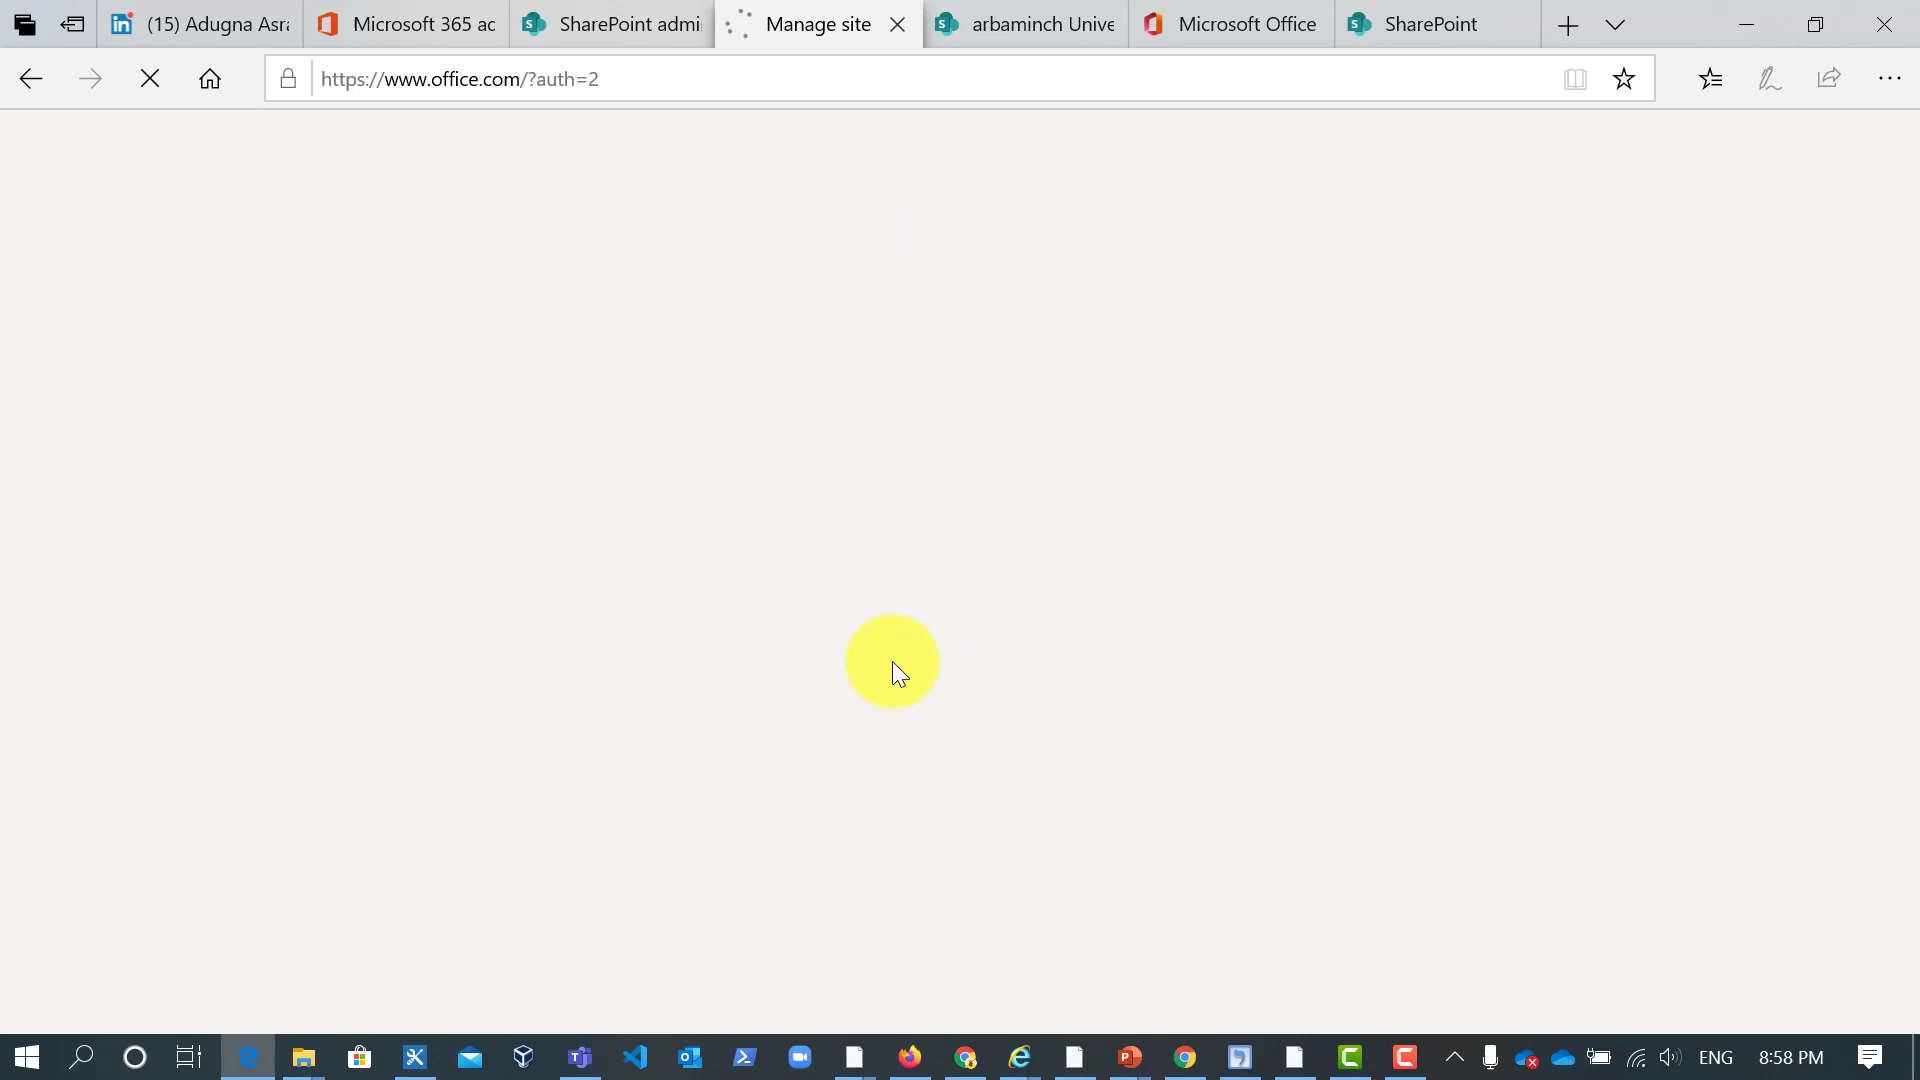 (15) Adugna Asra
Microsoft 365 ac
SharePoint admi
Manage site
arbaminch Unive
Microsoft Office
SharePoint
https://www.office.com/?auth=2
ENG
8:58 PM